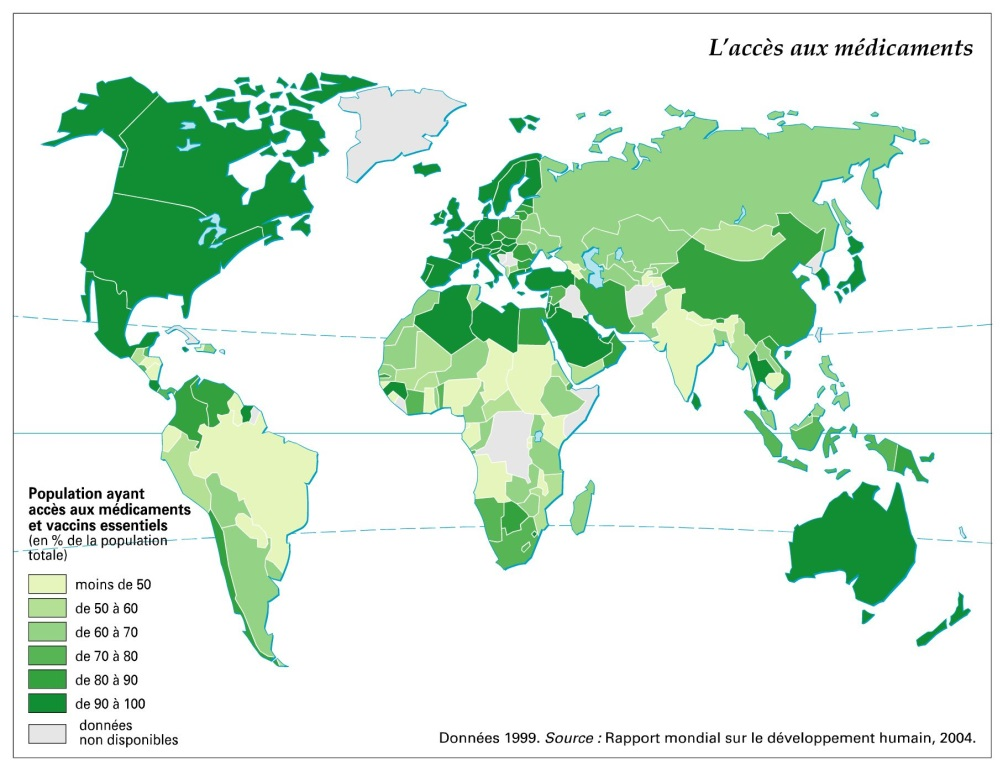 L'accès aux médicaments
Population ayant
accès aux médicaments
et vaccins essentiels
(en % de la population
totale)
moins de 50
de 50 à 60
de 60 à 70
de 70 à 80
de 80 à 90
de 90 à 100
données
non disponibles
Données 1999. Source : Rapport mondial sur le développement humain, 2004.